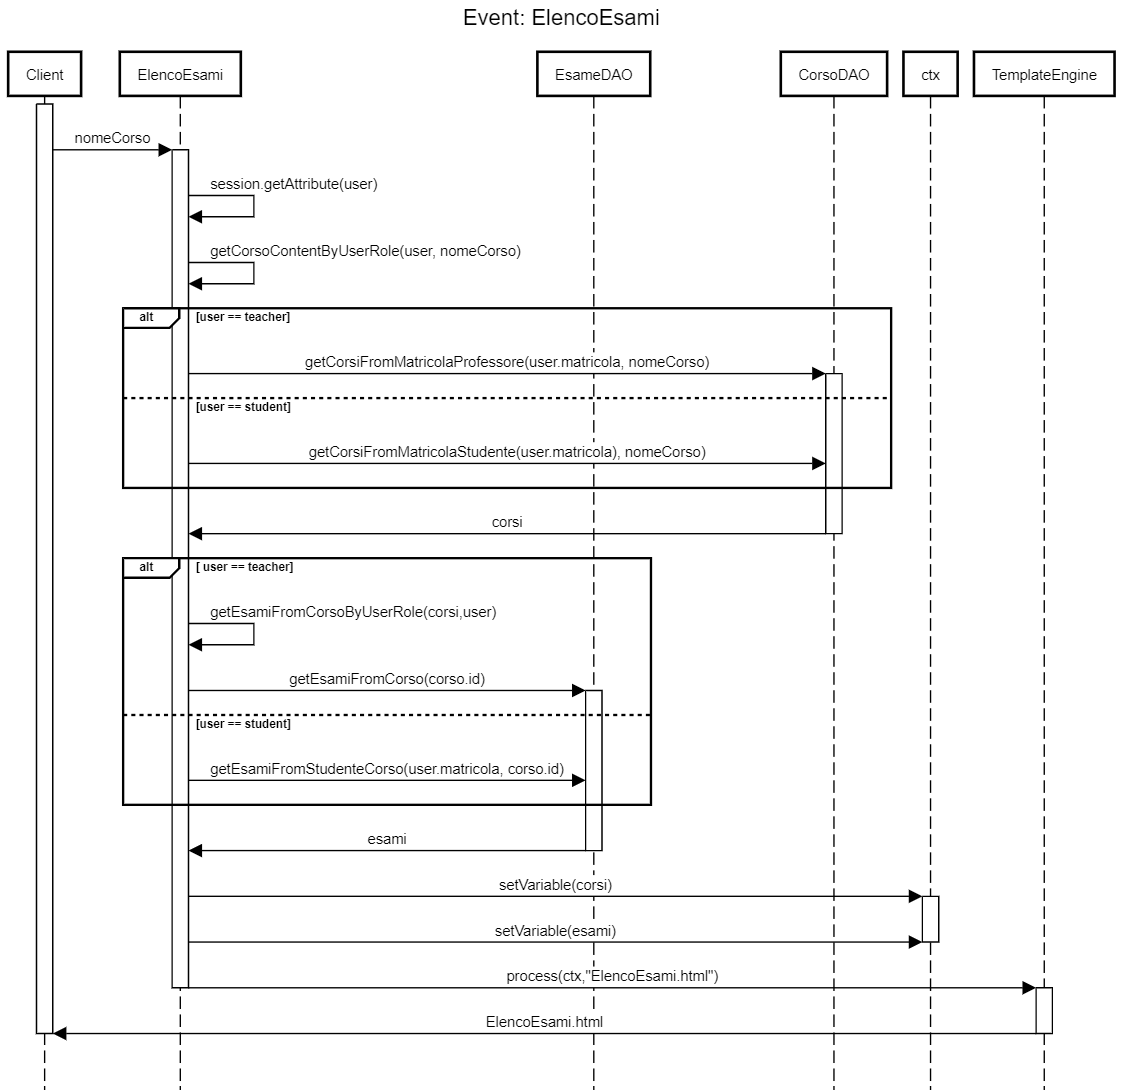 Event: ElencoEsami
Client
ElencoEsami
EsameDAO
CorsoDAO
ctx
TemplateEngine
nomeCorso
session.getAttribute(user)
getCorsoContentByUserRole(user, nomeCorso)
alt
[user == teacher]
getCorsiFromMatricolaProfessore(user.matricola, nomeCorso)
[user == student]
getCorsiFromMatricolaStudente(user.matricola), nomeCorso)
corsi
alt
[ user == teacher]
getEsamiFromCorsoByUserRole(corsi,user)
getEsamiFromCorso(corso.id)
[user == student]
getEsamiFromStudenteCorso(user.matricola, corso.id)
esami
setVariable(corsi)
setVariable(esami)
process(ctx,"ElencoEsami.html")
ElencoEsami.html